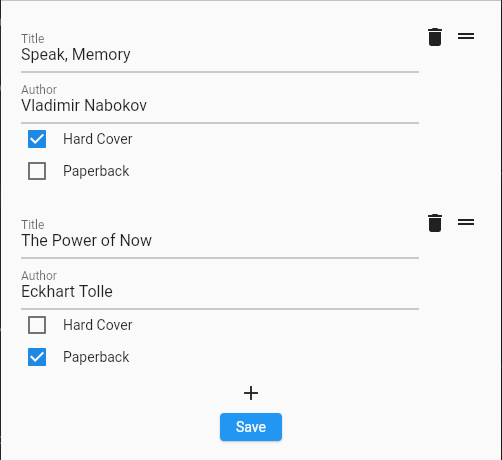 Title
Speak, Memory
Author
Vladimir Nabokov
Hard Cover
Paperback
Title
The Power of Now
Author
Eckhart Tolle
Hard Cover
Paperback
Save